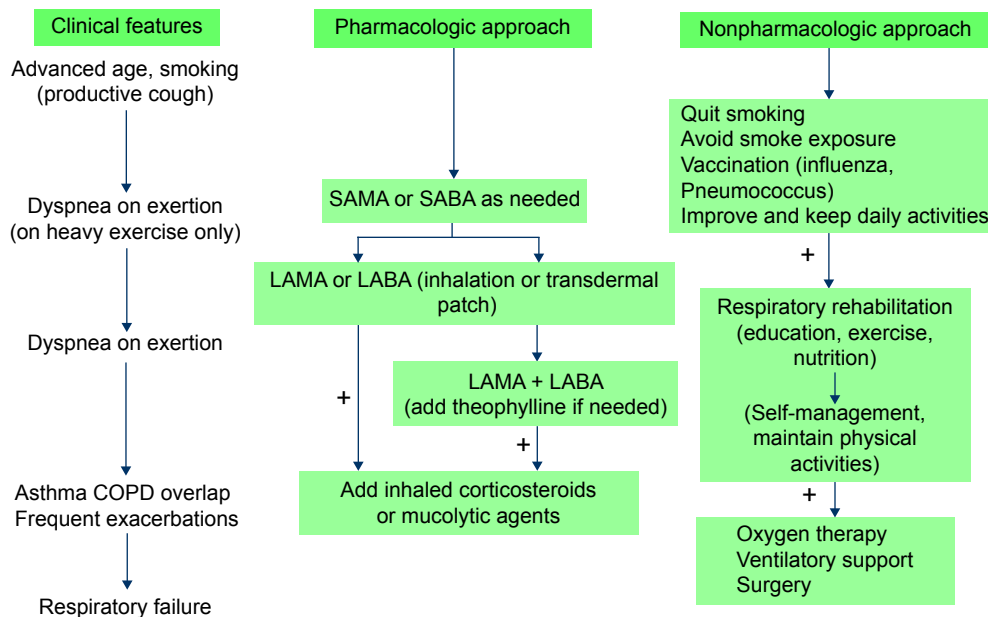 Clinical features
Advanced age, smoking
(productive cough)
Dyspnea on exertion
(on heavy exercise only)
Dyspnea on exertion
Asthma COPD overlap
Frequent exacerbations
Respiratory failure
Pharmacologic approach
SAMA or SABA as needed
LAMA or LABA (inhalation or transdermal
patch)
+
LAMA + LABA
(add theophylline if needed)
+
Add inhaled corticosteroids
or mucolytic agents
Nonpharmacologic approach
Quit smoking
Avoid smoke exposure
Vaccination (influenza,
Pneumococcus)
Improve and keep daily activities
+
Respiratory rehabilitation
(education, exercise,
nutrition)
(Self-management,
maintain physical
activities)
+
Oxygen therapy
Ventilatory support
Surgery